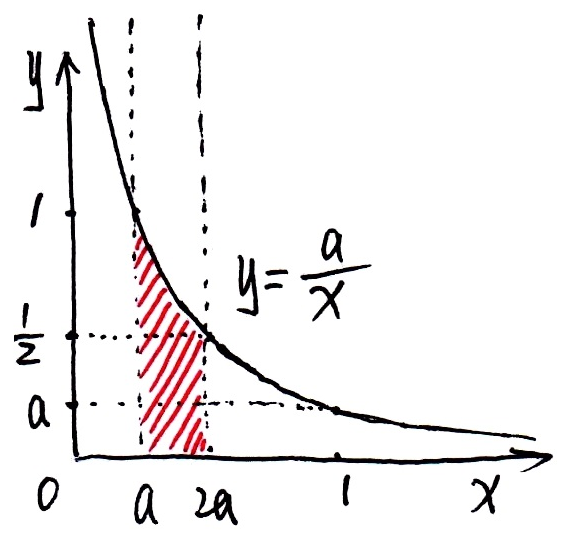 y
1
y = a/x
1/2
a
0 a 2a 1 x